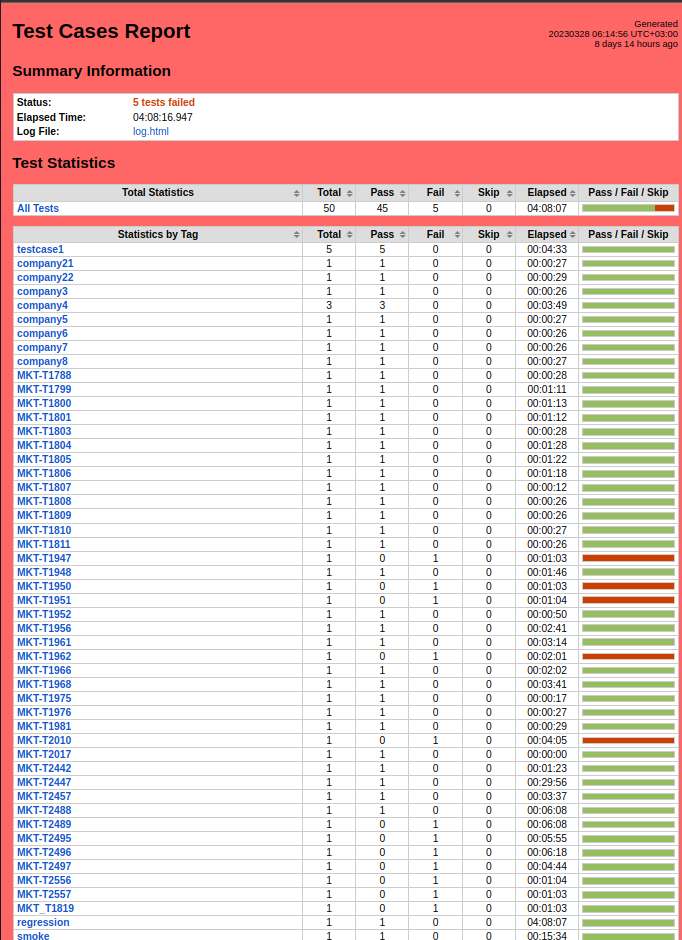 Test Cases Report
Generated
20230328 06:14:56 UTC+03:00
8 days 14 hours ago
Summary Information
Status: 5 tests failed
Elapsed Time: 04:08:16.947
Log File: log.html
Test Statistics
Total Statistics Total Pass Fail Skip Elapsed Pass / Fail / Skip
All Tests 50 45 5 0 04:08:07
Statistics by Tag Total Pass Fail Skip Elapsed Pass / Fail / Skip
testcase1 5 5 0 0 00:04:33
company21 1 1 0 0 00:00:27
company22 1 1 0 0 00:00:29
company3 1 1 0 0 00:00:26
company4 3 3 0 0 00:03:49
company5 1 1 0 0 00:00:27
company6 1 1 0 0 00:00:26
company7 1 1 0 0 00:00:26
company8 1 1 0 0 00:00:27
MKT-T1788 1 1 0 0 00:00:28
MKT-T1799 1 1 0 0 00:01:11
MKT-T1800 1 1 0 0 00:01:13
MKT-T1801 1 1 0 0 00:01:12
MKT-T1803 1 1 0 0 00:00:28
MKT-T1804 1 1 0 0 00:01:28
MKT-T1805 1 1 0 0 00:01:22
MKT-T1806 1 1 0 0 00:01:18
MKT-T1807 1 1 0 0 00:00:12
MKT-T1808 1 1 0 0 00:00:26
MKT-T1809 1 1 0 0 00:00:26
MKT-T1810 1 1 0 0 00:00:27
MKT-T1811 1 1 0 0 00:00:26
MKT-T1947 1 0 1 0 00:01:03
MKT-T1948 1 1 0 0 00:01:46
MKT-T1950 1 0 1 0 00:01:03
MKT-T1951 1 0 1 0 00:01:04
MKT-T1952 1 1 0 0 00:00:50
MKT-T1956 1 1 0 0 00:02:41
MKT-T1961 1 1 0 0 00:03:14
MKT-T1962 1 0 1 0 00:02:01
MKT-T1966 1 1 0 0 00:02:02
MKT-T1968 1 1 0 0 00:03:41
MKT-T1975 1 1 0 0 00:00:17
MKT-T1976 1 1 0 0 00:00:27
MKT-T1981 1 1 0 0 00:00:29
MKT-T2010 1 0 1 0 00:04:05
MKT-T2017 1 1 0 0 00:00:00
MKT-T2442 1 1 0 0 00:01:23
MKT-T2447 1 1 0 0 00:29:56
MKT-T2457 1 1 0 0 00:03:37
MKT-T2488 1 1 0 0 00:06:08
MKT-T2489 1 0 1 0 00:06:08
MKT-T2495 1 0 1 0 00:05:55
MKT-T2496 1 0 1 0 00:06:18
MKT-T2497 1 0 1 0 00:04:44
MKT-T2556 1 0 1 0 00:01:04
MKT-T2557 1 0 1 0 00:01:03
MKT_T1819 1 0 1 0 00:01:03
regression 1 1 0 0 04:08:07
smoke 1 1 0 0 00:15:34